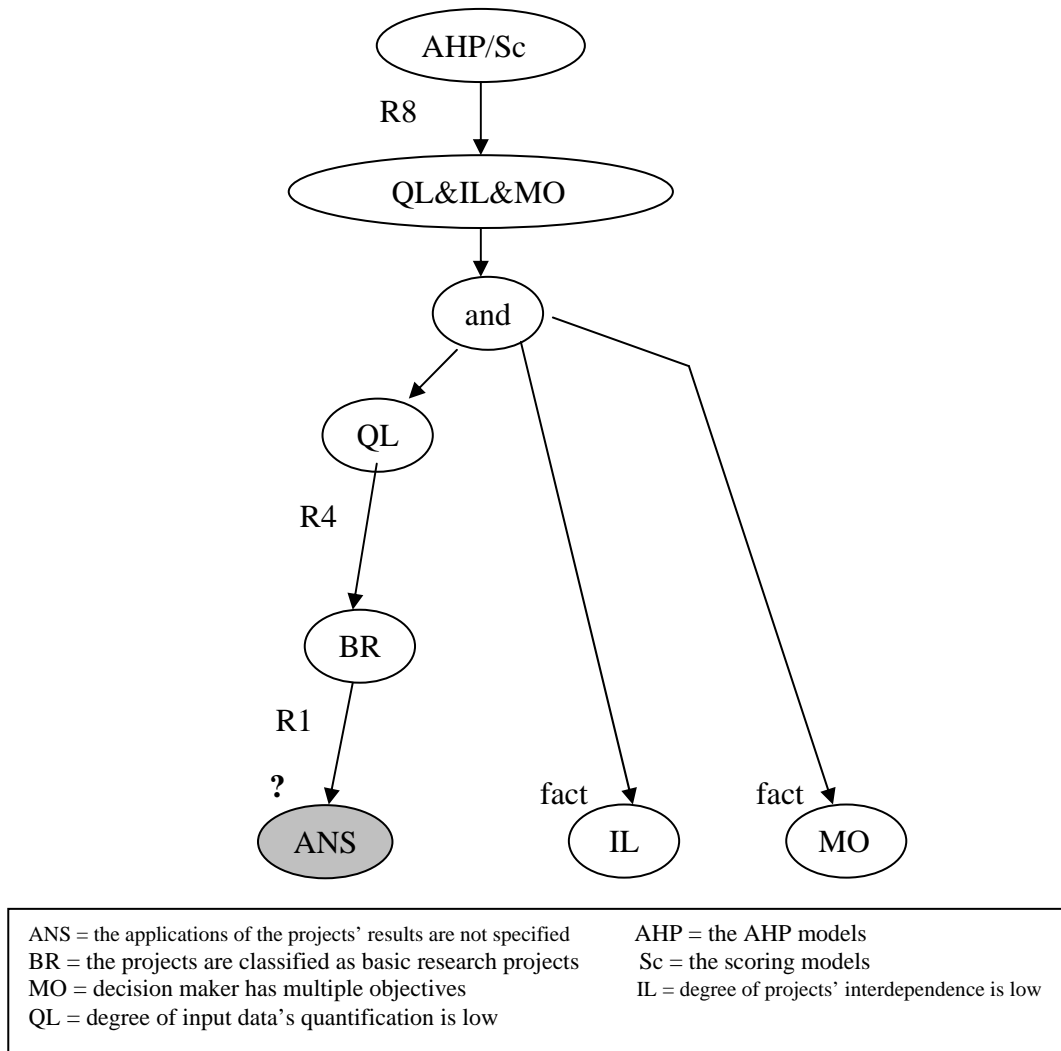 AHP/Sc
R8
QL&IL&MO
and
QL
R4
BR
R1
?
fact
fact
ANS
IL
MO
ANS = the applications of the projects’ results are not specified
AHP = the AHP models
BR = the projects are classified as basic research projects
Sc = the scoring models
MO = decision maker has multiple objectives
IL = degree of projects’ interdependence is low
QL = degree of input data’s quantification is low